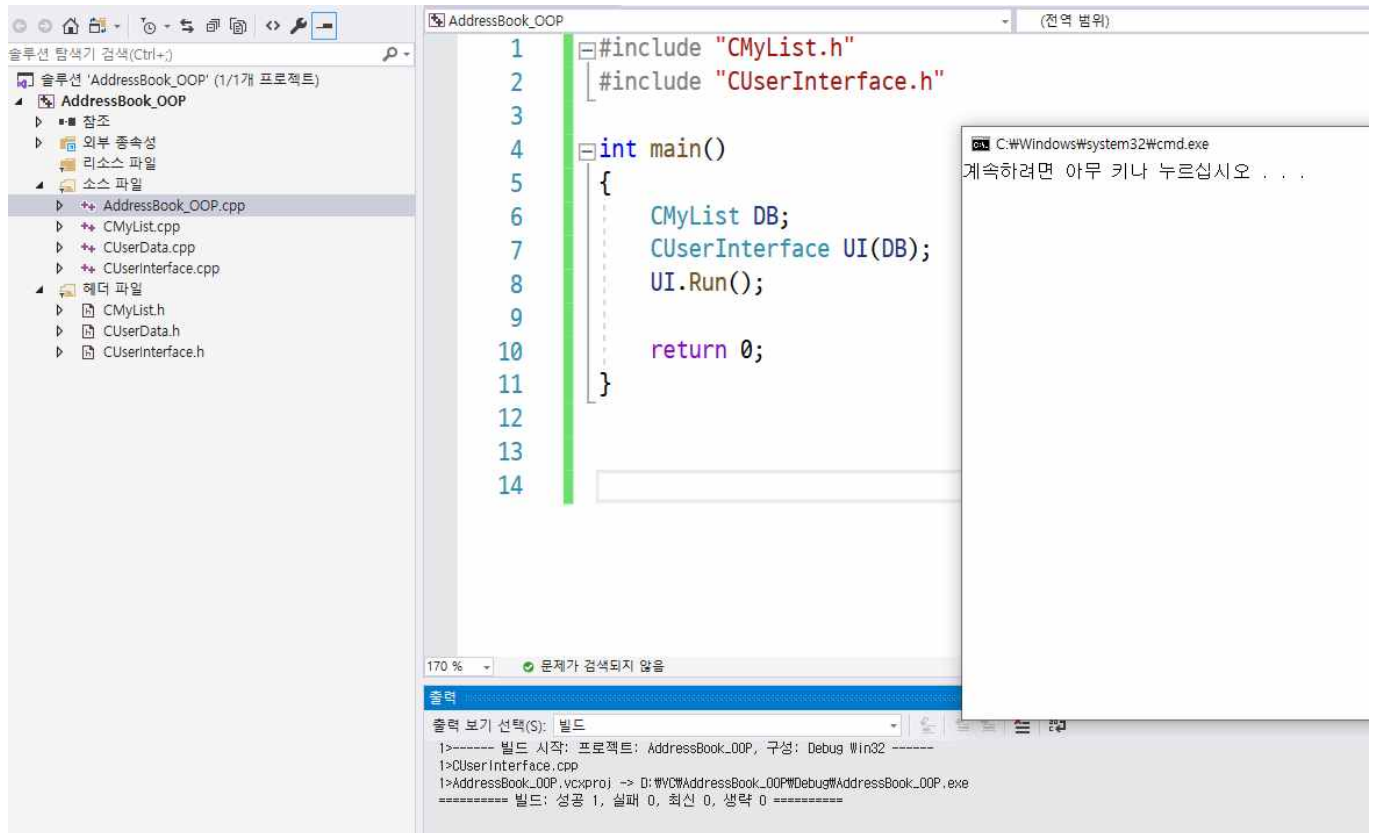 솔루션 탐색기 검색(Ctrl+;)
솔루션 'AddressBook_OOP' (1/1개 프로젝트)
AddressBook_OOP
참조
외부 종속성
리소스 파일
소스 파일
AddressBook_OOP.cpp
CMyList.cpp
CUserData.cpp
CUserInterface.cpp
헤더 파일
CMyList.h
CUserData.h
CUserInterface.h
AddressBook_OOP
(전역 범위)
1 #include "CMyList.h"
2 #include "CUserInterface.h"
3
4 int main()
5 {
6 CMyList DB;
7 CUserInterface UI(DB);
8 UI.Run();
9
10 return 0;
11 }
12
13
14
C:₩Windows₩system32₩cmd.exe
계속하려면 아무 키나 누르십시오 . . .
170 %
문제가 검색되지 않음
출력
출력 보기 선택(S): 빌드
1>------ 빌드 시작: 프로젝트: AddressBook_OOP, 구성: Debug Win32 ------
1>CUserInterface.cpp
1>AddressBook_OOP.vcxproj -> D:₩VC₩AddressBook_OOP₩Debug₩AddressBook_OOP.exe
========== 빌드: 성공 1, 실패 0, 최신 0, 생략 0 ==========